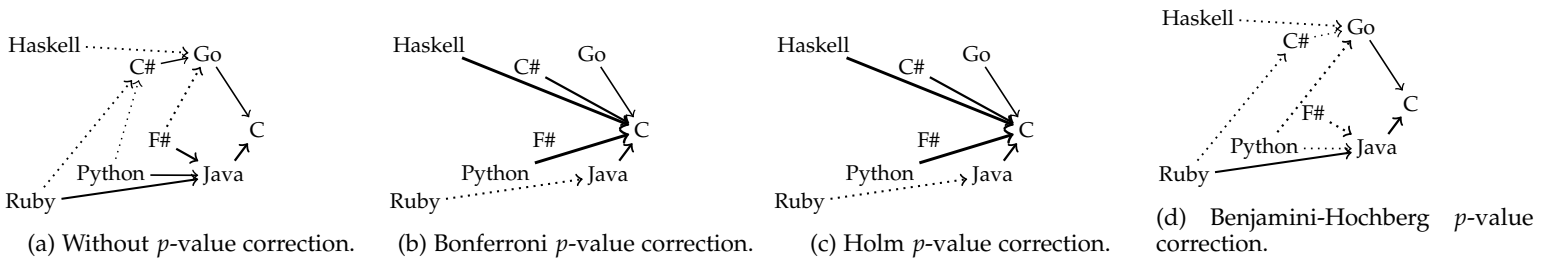 Haskell
Go
C#
C
F#
Python
Java
Ruby
(a) Without p-value correction.
Haskell
Go
C#
C
F#
Python
Java
Ruby
(b) Bonferroni p-value correction.
Haskell
Go
C#
C
F#
Python
Java
Ruby
(c) Holm p-value correction.
Haskell
Go
C#
C
F#
Python
Java
Ruby
(d) Benjamini-Hochberg p-value
correction.